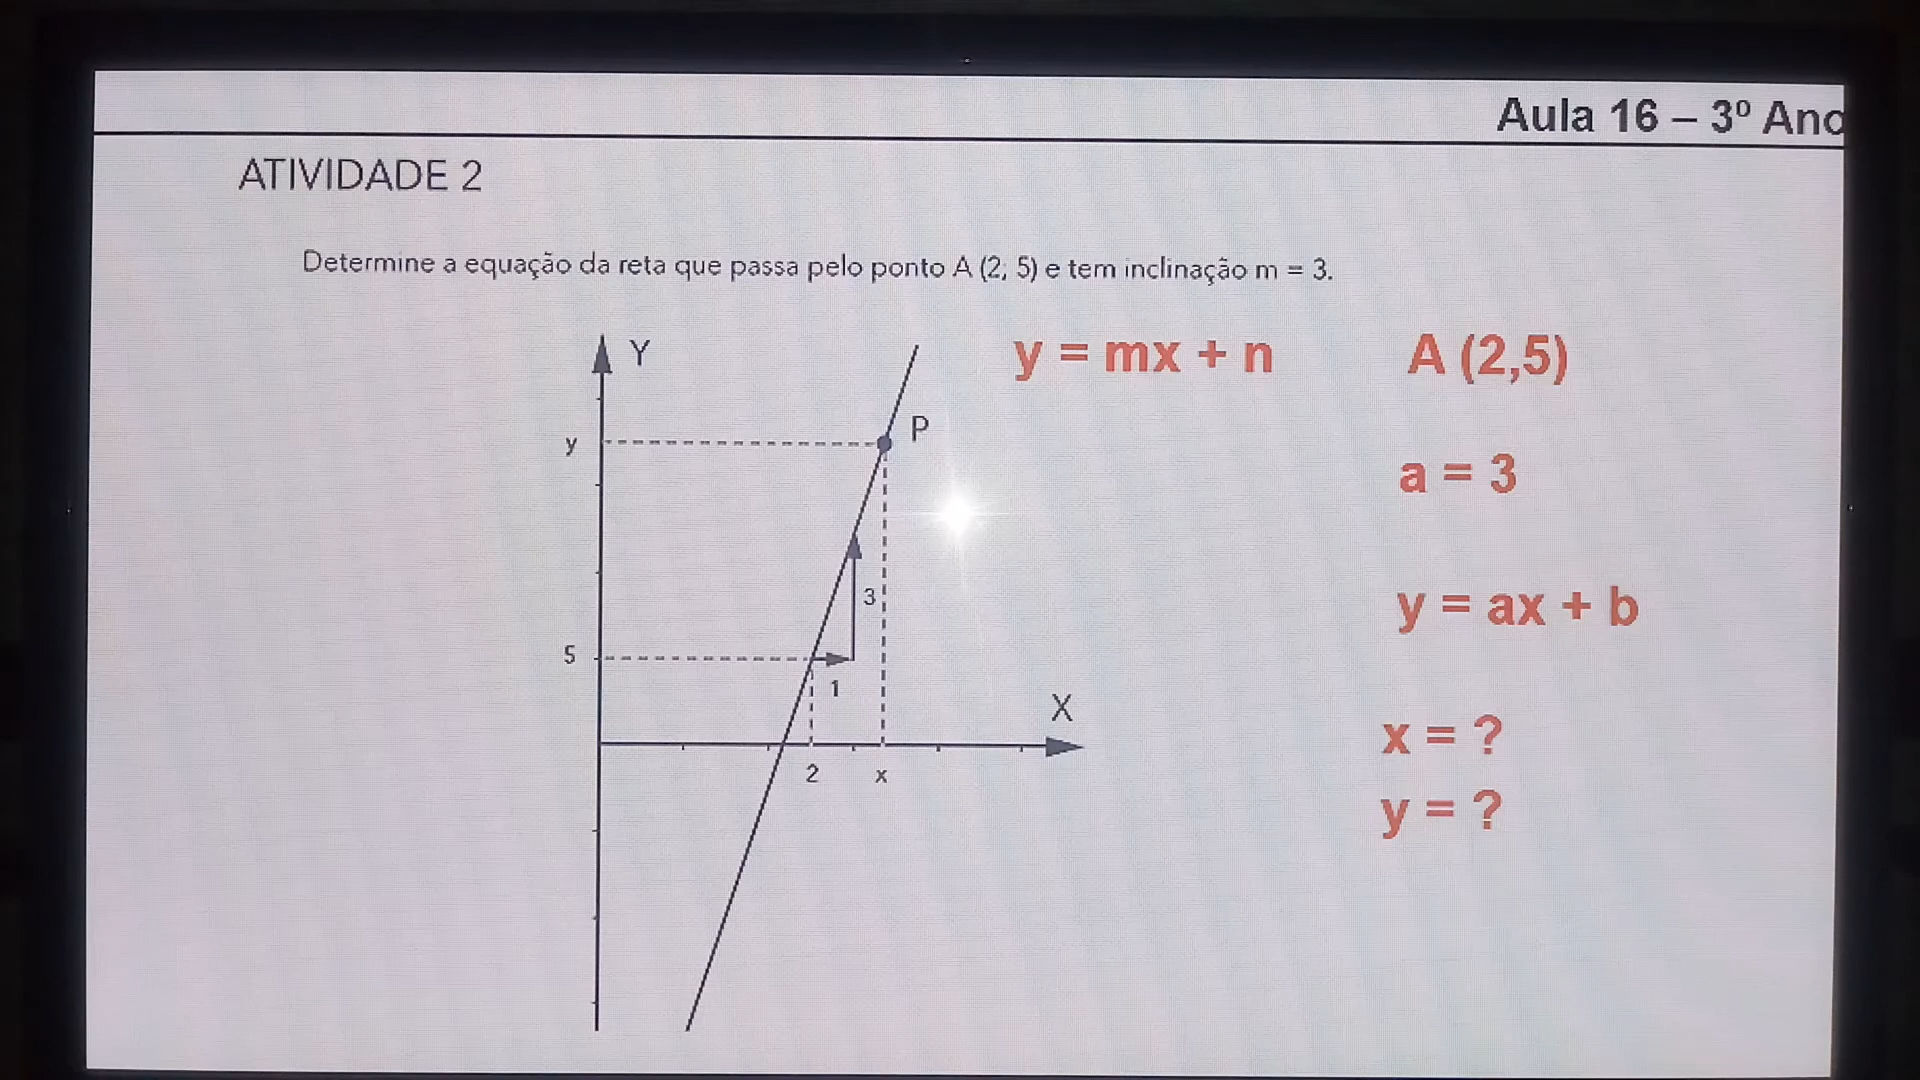 Aula 16 – 3º Ano
ATIVIDADE 2
Determine a equação da reta que passa pelo ponto A (2; 5) e tem inclinação m = 3.
Y
y = mx + n
A (2,5)
P
y
a = 3
3
y = ax + b
5
1
X
x = ?
2
x
y = ?